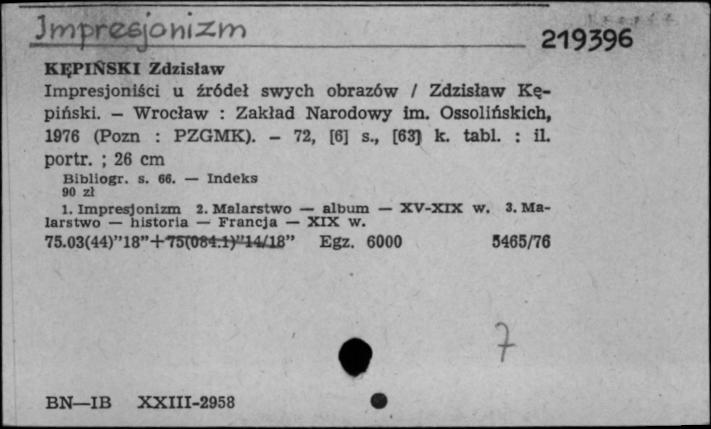 Impresjonizm
219396
KĘPIŃSKI Zdzisław
Impresjoniści u źródeł swych obrazów / Zdzisław Kę-
piński. — Wrocław : Zakład Narodowy im. Ossolińskich,
1976 (Pozn : PZGMK). — 72, [6] s., [63] k. tabl. : il.
portr. ; 26 cm
Bibliogr. s. 66. — Indeks
90 zł
1. Impresjonizm 2. Malarstwo — album — XV-XIX w. 3. Ma-
larstwo — historia — Francja — XIX w.
75.03(44)"18"+75(084.1)"14/18" Egz. 6000 5465/76
7
BN—IB XXIII-2958